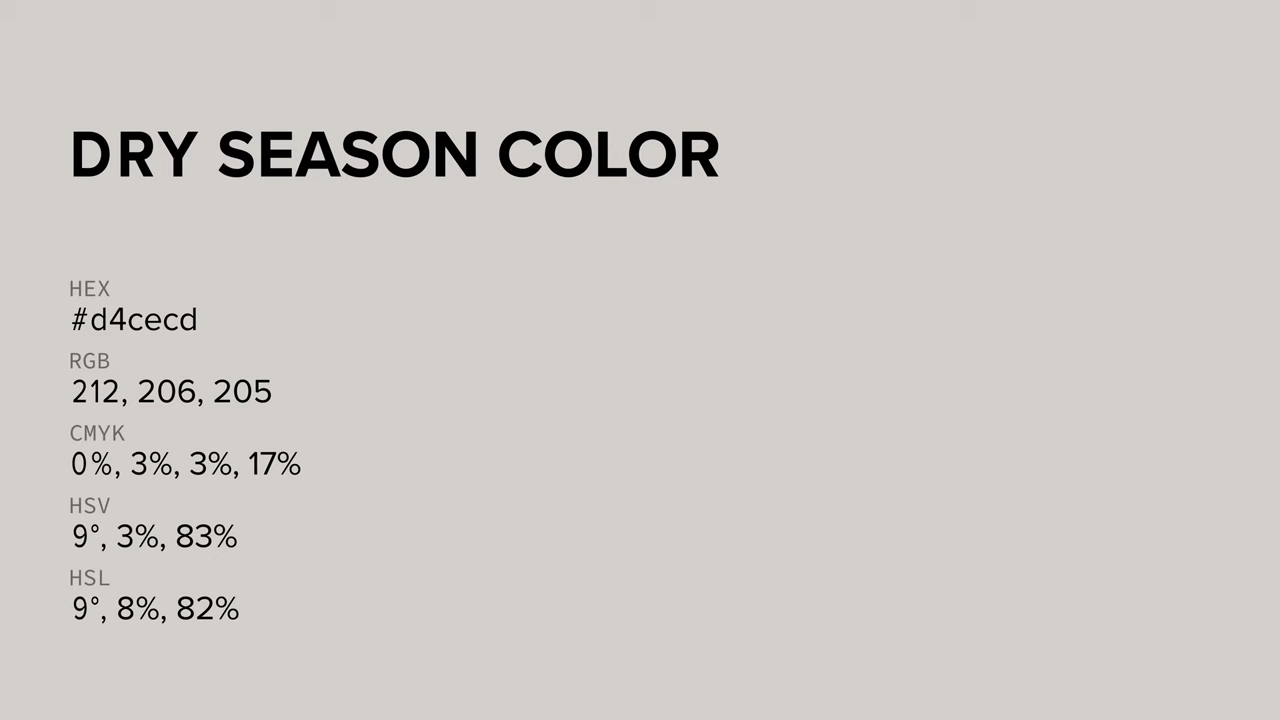 DRY SEASON COLOR
HEX
#d4cecd
RGB
212, 206, 205
CMYK
0%, 3%, 3%, 17%
HSV
9°, 3%, 83%
HSL
9°, 8%, 82%